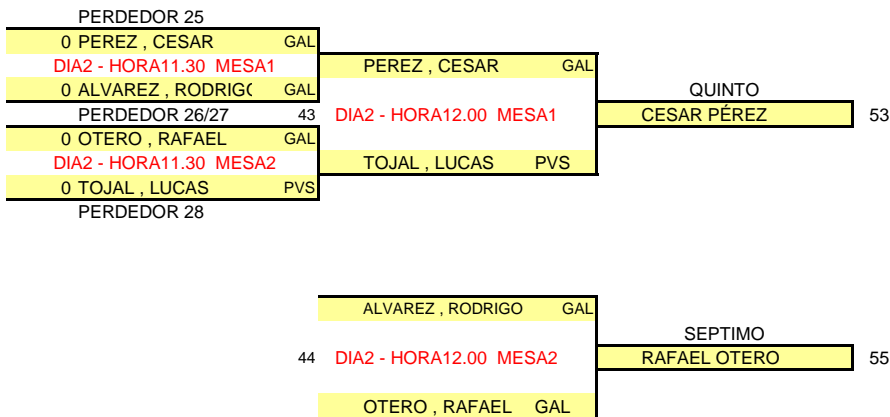 PERDEDOR 25
0 PEREZ , CESAR GAL
DIA2 - HORA11.30 MESA1 PEREZ , CESAR GAL
0 ALVAREZ , RODRIGO GAL QUINTO
PERDEDOR 26/27 43 DIA2 - HORA12.00 MESA1 CESAR PÉREZ 53
0 OTERO , RAFAEL GAL
DIA2 - HORA11.30 MESA2 TOJAL , LUCAS PVS
0 TOJAL , LUCAS PVS
PERDEDOR 28
ALVAREZ , RODRIGO GAL
SEPTIMO
44 DIA2 - HORA12.00 MESA2 RAFAEL OTERO 55
OTERO , RAFAEL GAL